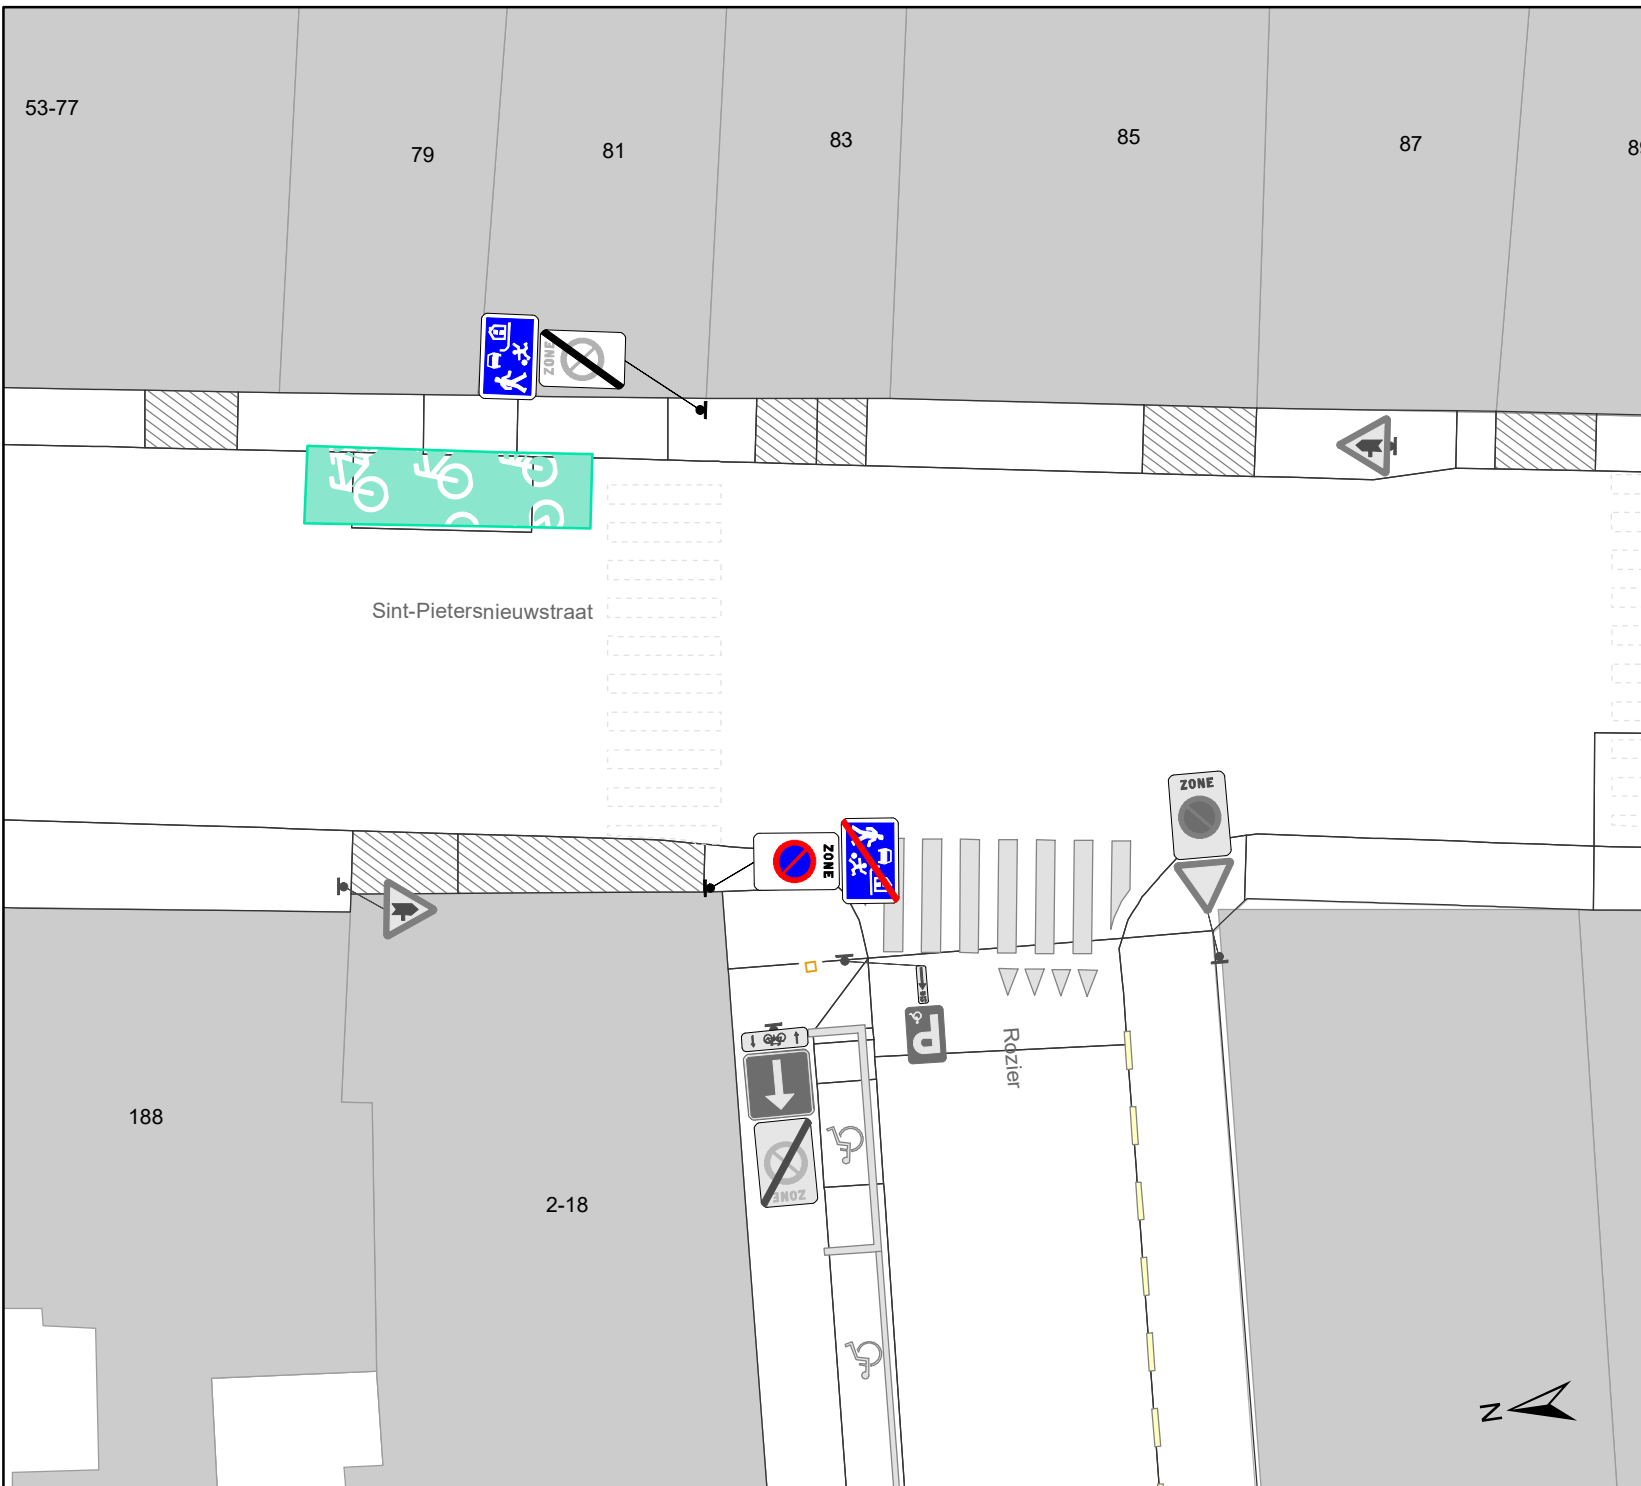 53-77
79
81
83
85
87
ZONE
Sint-Pietersnieuwstraat
ZONE
ZONE
Rozier
P
188
ZONE
2-18
N